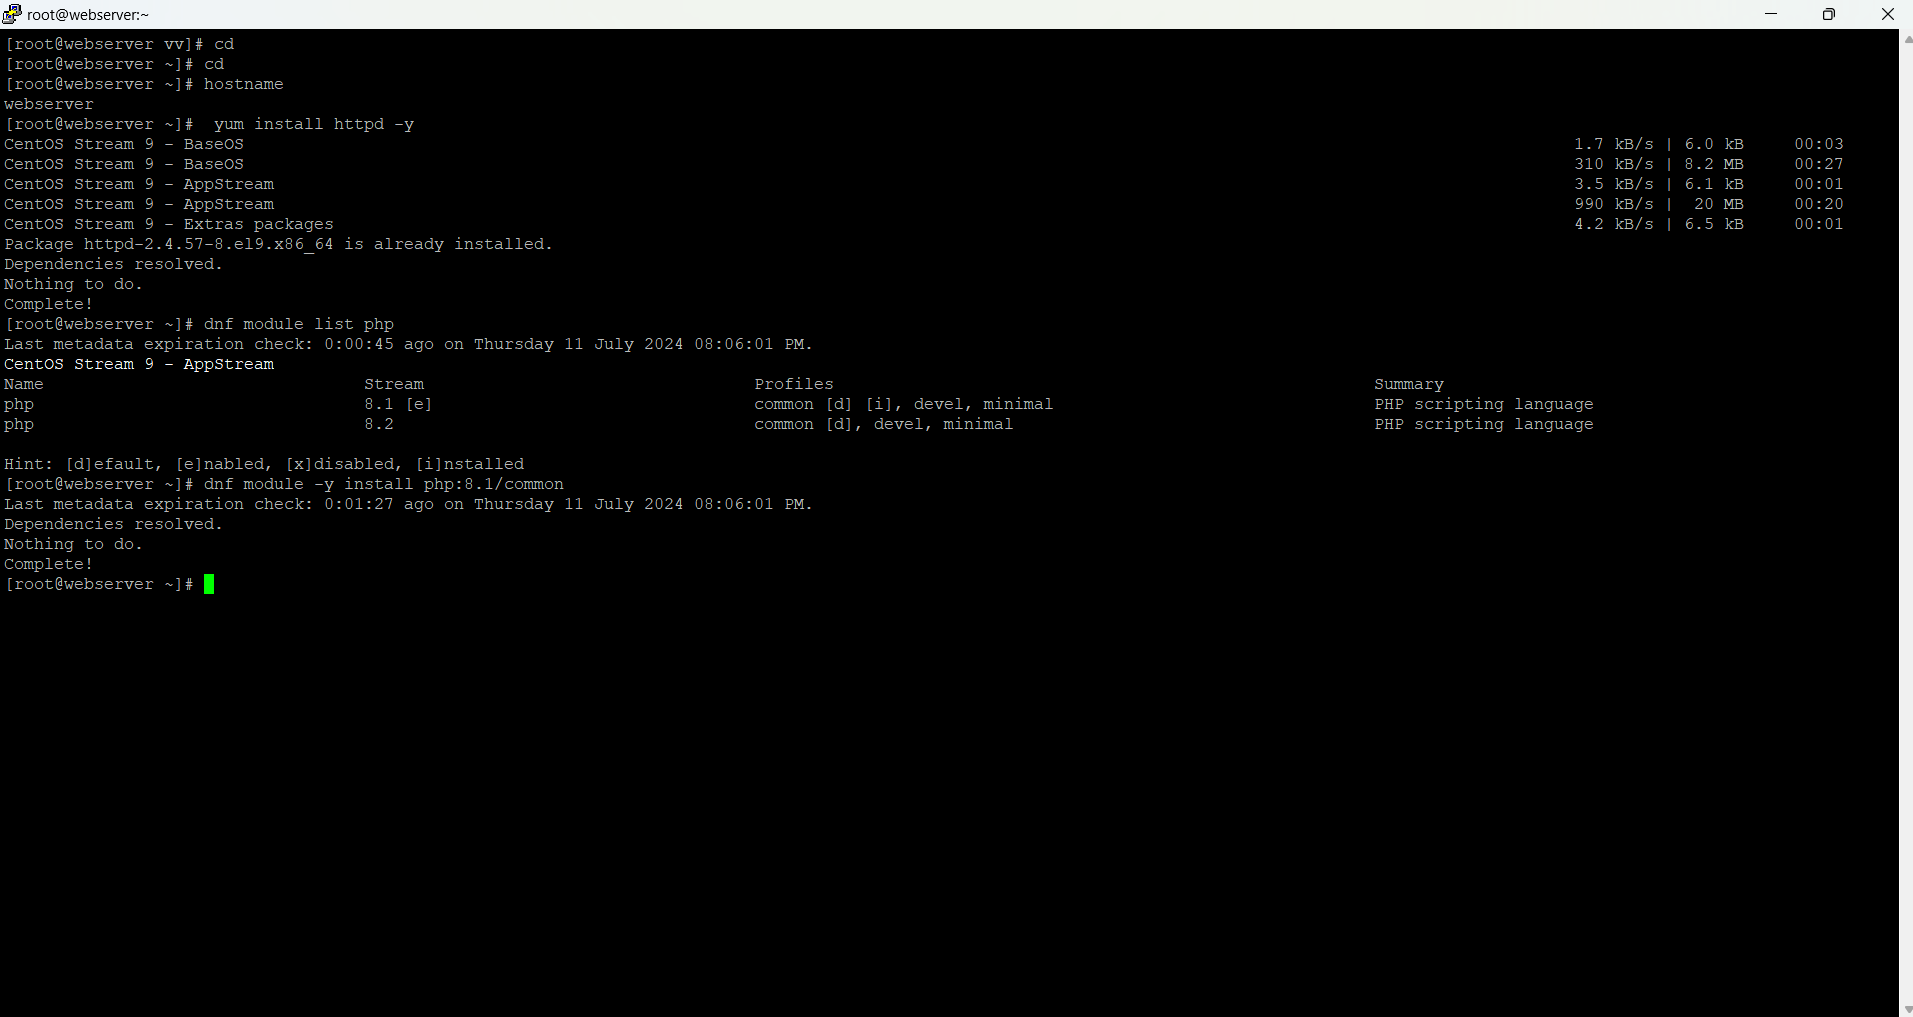 root@webserver:~
[root@webserver vv]# cd
[root@webserver ~]# cd
[root@webserver ~]# hostname
webserver
[root@webserver ~]#  yum install httpd -y
CentOS Stream 9 - BaseOS 1.7 kB/s | 6.0 kB 00:03
CentOS Stream 9 - BaseOS 310 kB/s | 8.2 MB 00:27
CentOS Stream 9 - AppStream 3.5 kB/s | 6.1 kB 00:01
CentOS Stream 9 - AppStream 990 kB/s |  20 MB 00:20
CentOS Stream 9 - Extras packages 4.2 kB/s | 6.5 kB 00:01
Package httpd-2.4.57-8.el9.x86_64 is already installed.
Dependencies resolved.
Nothing to do.
Complete!
[root@webserver ~]# dnf module list php
Last metadata expiration check: 0:00:45 ago on Thursday 11 July 2024 08:06:01 PM.
CentOS Stream 9 - AppStream
Name Stream Profiles Summary
php 8.1 [e] common [d] [i], devel, minimal PHP scripting language
php 8.2 common [d], devel, minimal PHP scripting language
Hint: [d]efault, [e]nabled, [x]disabled, [i]nstalled
[root@webserver ~]# dnf module -y install php:8.1/common
Last metadata expiration check: 0:01:27 ago on Thursday 11 July 2024 08:06:01 PM.
Dependencies resolved.
Nothing to do.
Complete!
[root@webserver ~]#